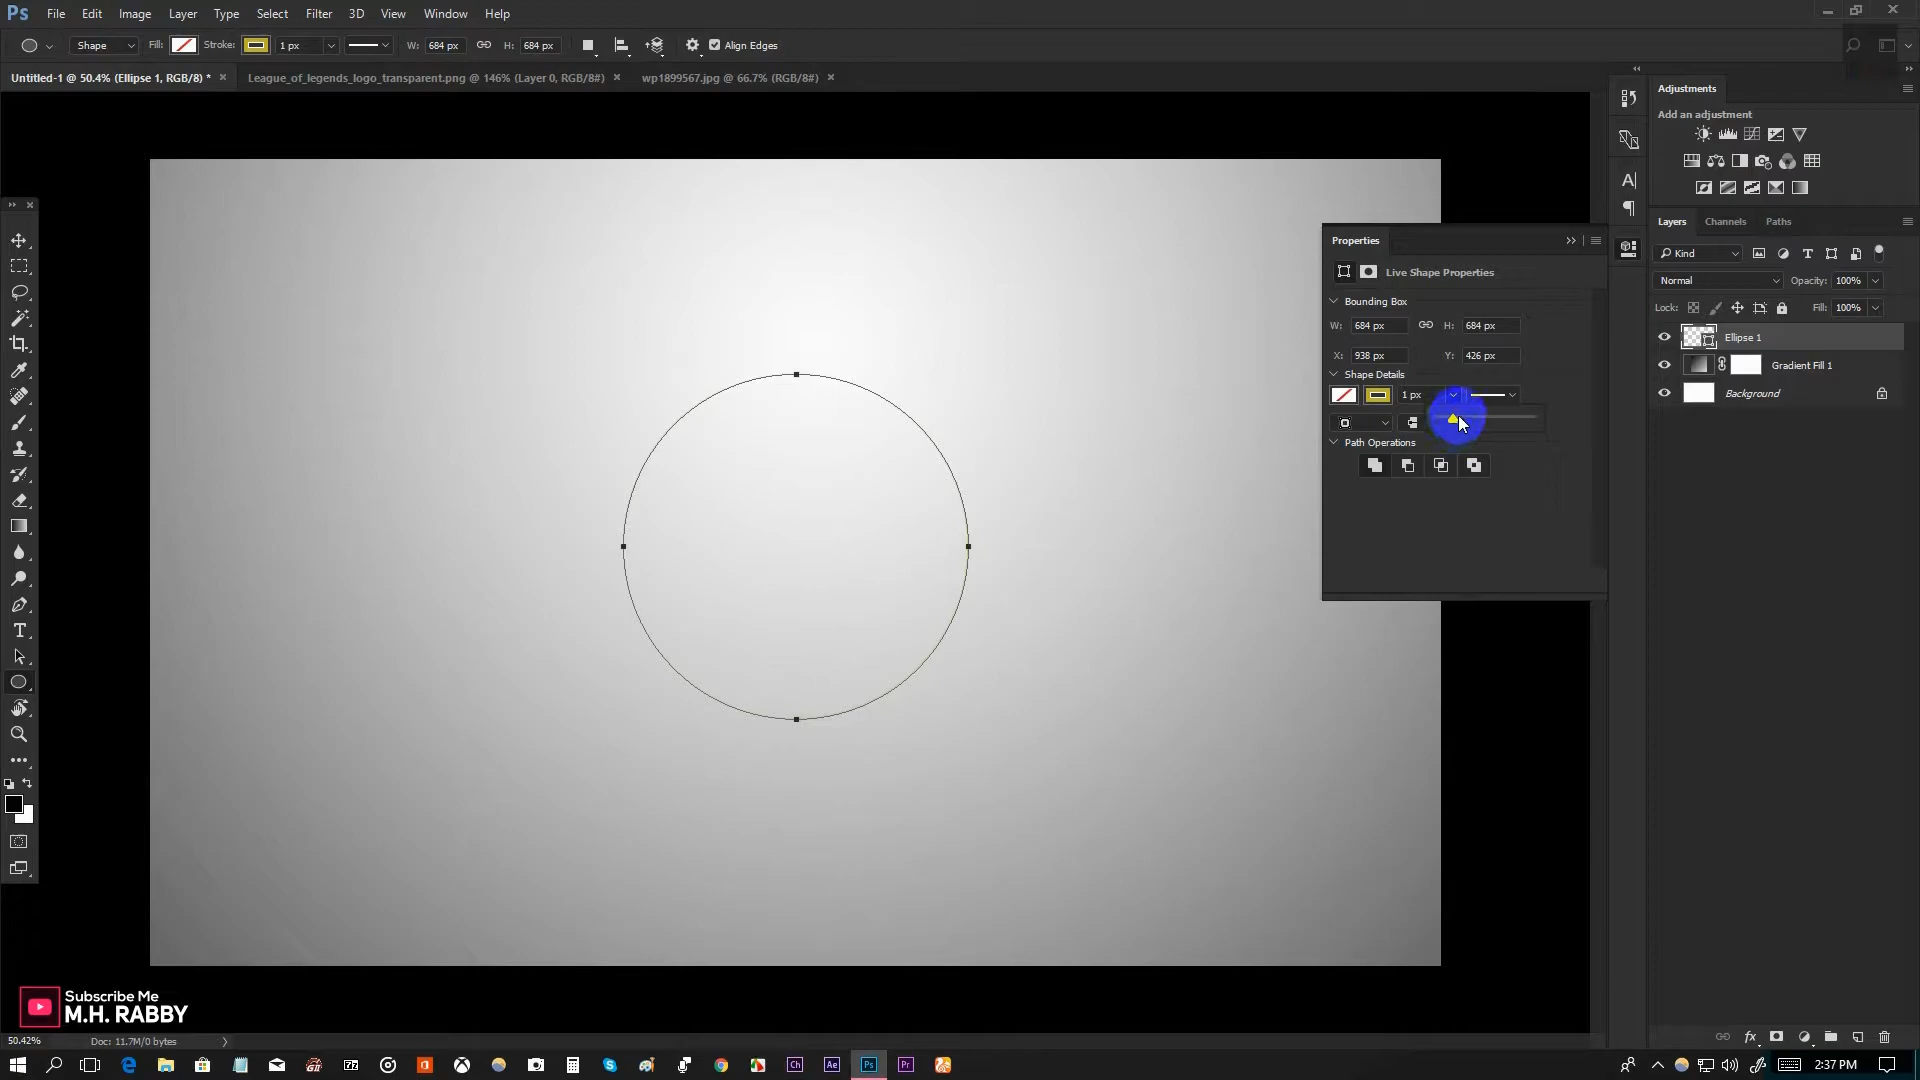 Ps File Edit Image Layer Type Select Filter 3D View Window Help
Shape Fill: Stroke: 1 px W: 684 px H: 684 px Align Edges
Untitled-1 @ 50.4% (Ellipse 1, RGB/8) * × League_of_legends_logo_transparent.png @ 146% (Layer 0, RGB/8#) × wp1899567.jpg @ 66.7% (RGB/8#) ×
Adjustments
Add an adjustment
Layers Channels Paths
Kind
Normal Opacity: 100%
Lock: Fill: 100%
Ellipse 1
Gradient Fill 1
Background
Properties
Live Shape Properties
Bounding Box
W: 684 px H: 684 px
X: 938 px Y: 426 px
Shape Details
1 px
Path Operations
Subscribe Me
M.H. RABBY
50.42% Doc: 11.7M/0 bytes
Ch Ae Ps Pr
2:37 PM